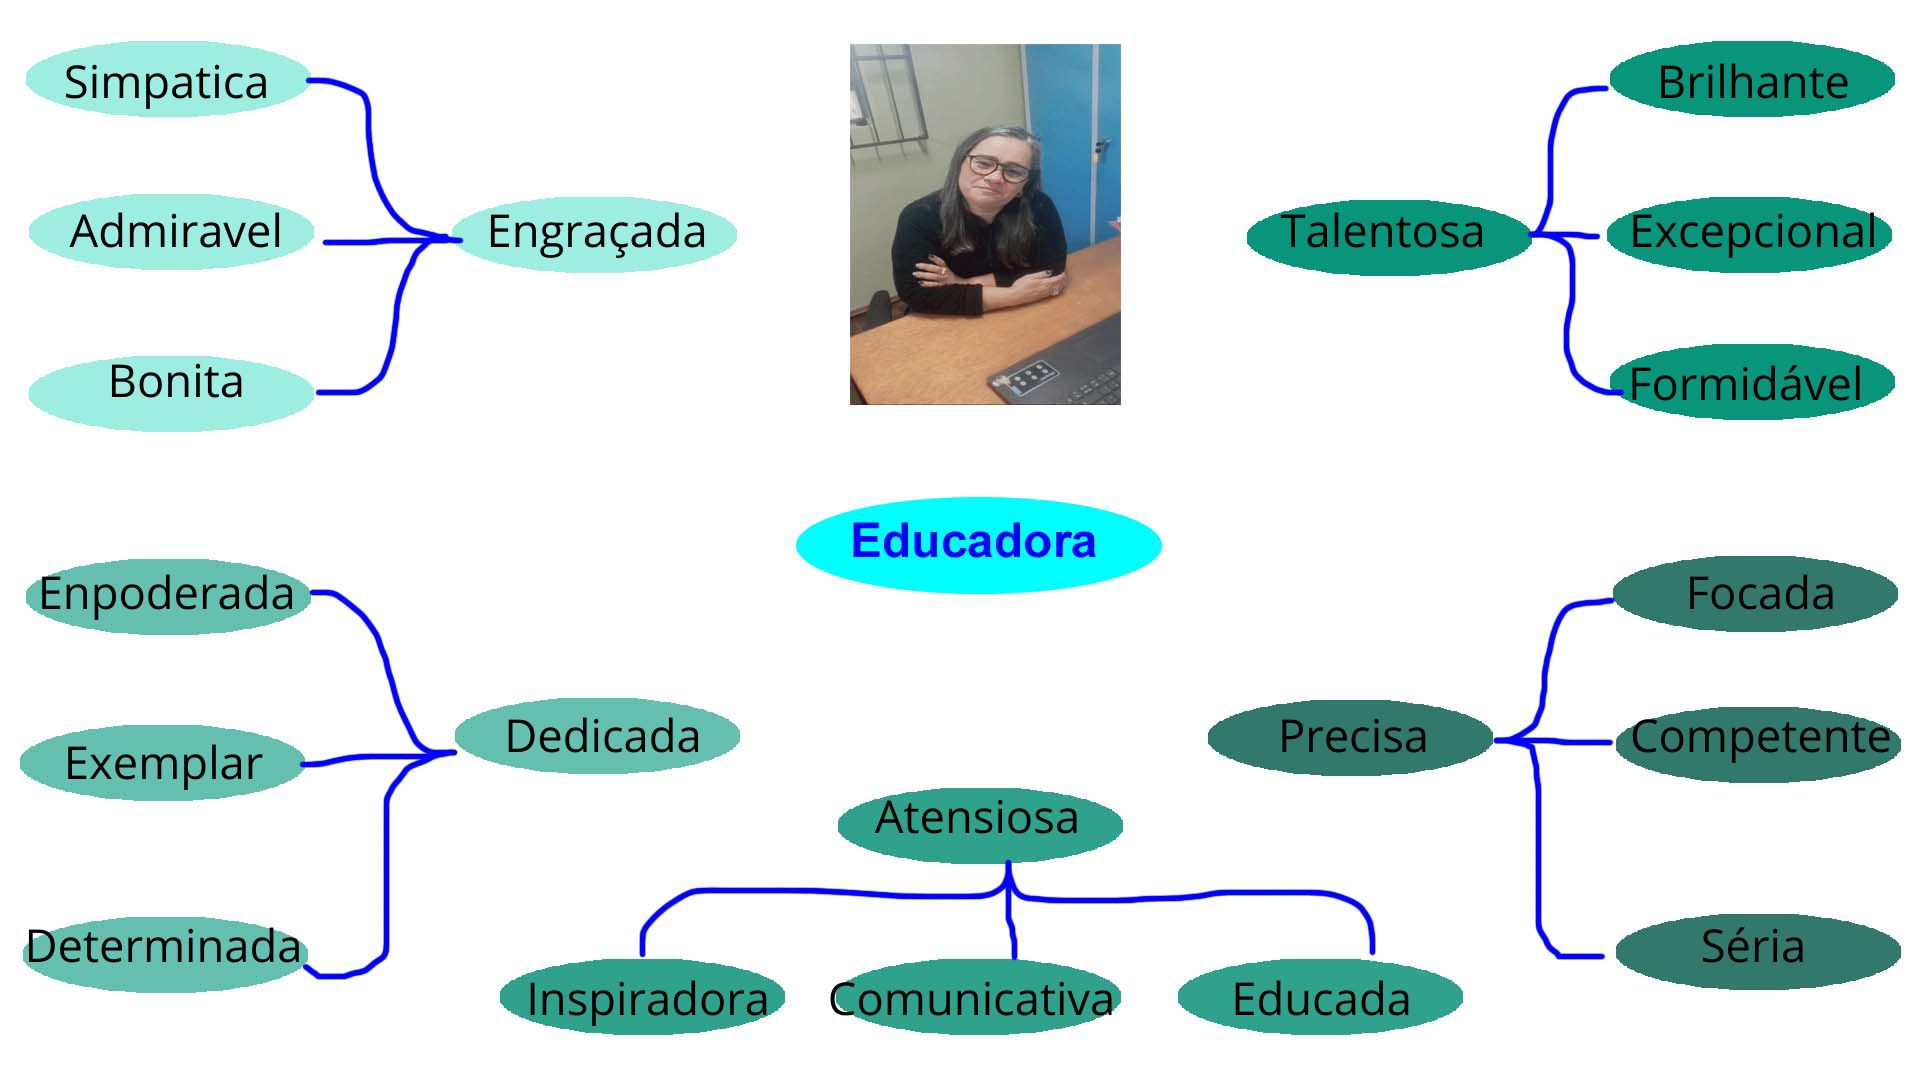 Simpatica
Admiravel
Bonita
Engraçada
Talentosa
Brilhante
Excepcional
Formidável
Educadora
Enpoderada
Exemplar
Determinada
Dedicada
Atensiosa
Inspiradora
Comunicativa
Educada
Precisa
Focada
Competente
Séria